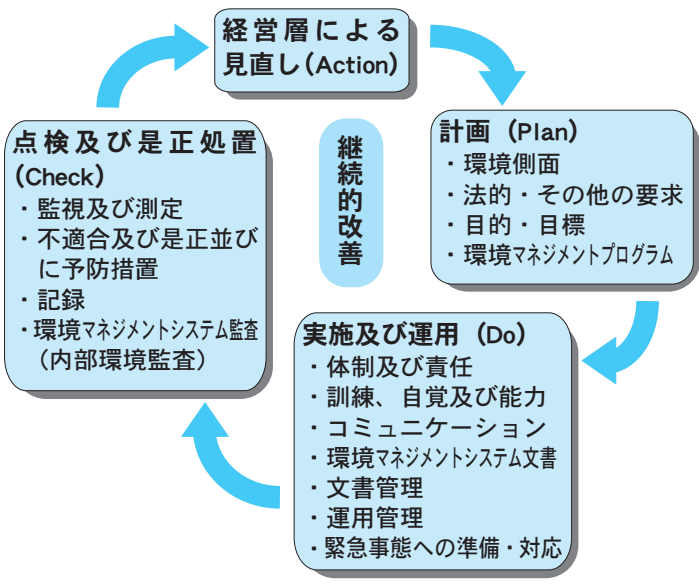 経営層による
見直し(Action)
計画 (Plan)
・環境側面
・法的・その他の要求
・目的・目標
・環境マネジメントプログラム
継続的改善
点検及び是正処置
(Check)
・監視及び測定
・不適合及び是正並び
に予防措置
・記録
・環境マネジメントシステム監査
(内部環境監査)
実施及び運用 (Do)
・体制及び責任
・訓練、自覚及び能力
・コミュニケーション
・環境マネジメントシステム文書
・文書管理
・運用管理
・緊急事態への準備・対応